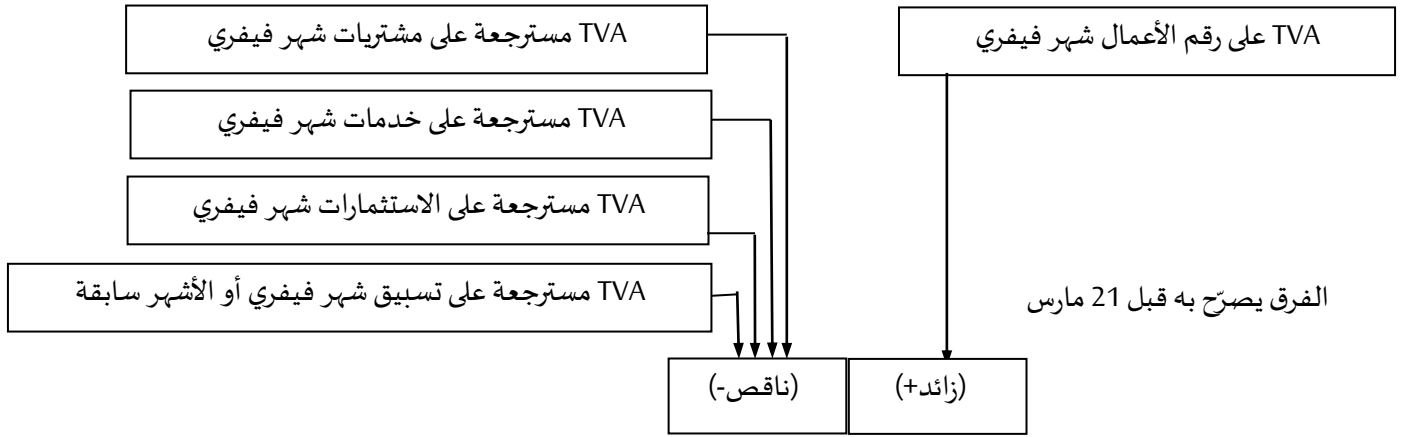 TVA على رقم الأعمال شهر فيفري
TVA مسترجعة على مشتريات شهر فيفري
TVA مسترجعة على خدمات شهر فيفري
TVA مسترجعة على الاستثمارات شهر فيفري
TVA مسترجعة على تسبيق شهر فيفري أو الأشهر سابقة
الفرق يصرّح به قبل 21 مارس
(زائد+)
(ناقص-)